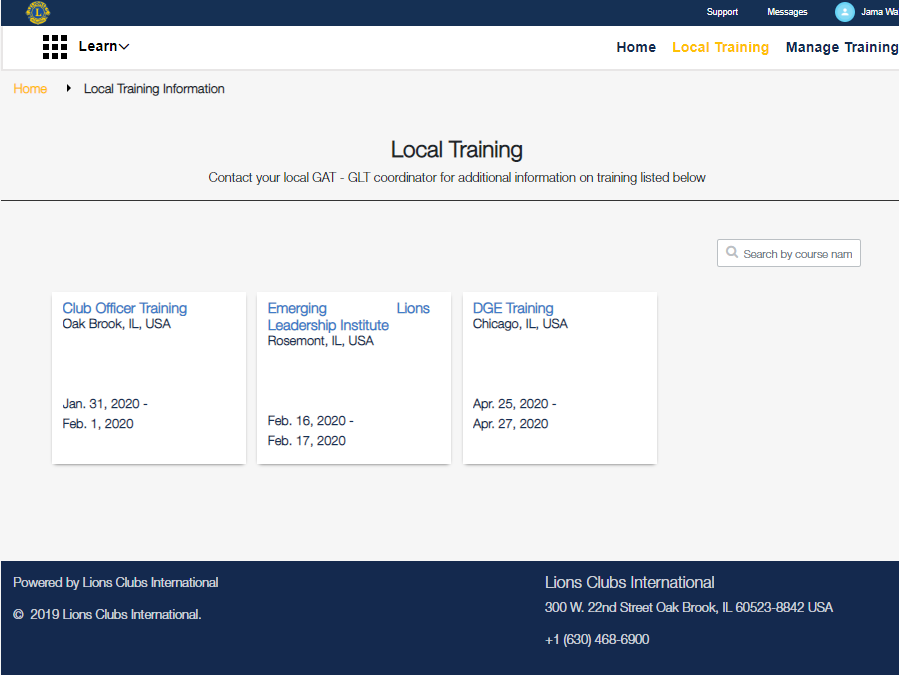 Support Messages Jama Wa
Learn
Home Local Training Manage Training
Home Local Training Information
Local Training
Contact your local GAT - GLT coordinator for additional information on training listed below
Search by course nam
Club Officer Training
Oak Brook, IL, USA
Jan. 31, 2020 -
Feb. 1, 2020
Emerging Lions
Leadership Institute
Rosemont, IL, USA
Feb. 16, 2020 -
Feb. 17, 2020
DGE Training
Chicago, IL, USA
Apr. 25, 2020 -
Apr. 27, 2020
Powered by Lions Clubs International
© 2019 Lions Clubs International.
Lions Clubs International
300 W. 22nd Street Oak Brook, IL 60523-8842 USA
+1 (630) 468-6900